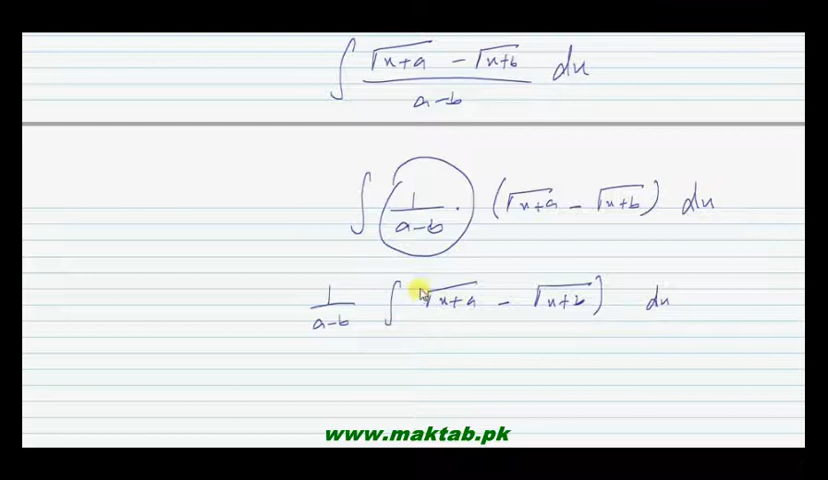 ∫ (√(x+a) − √(x+b)) / (a−b) dx
∫ 1/(a−b) · (√(x+a) − √(x+b)) dx
1/(a−b) ∫ √(x+a) − √(x+b) ) dx
www.maktab.pk